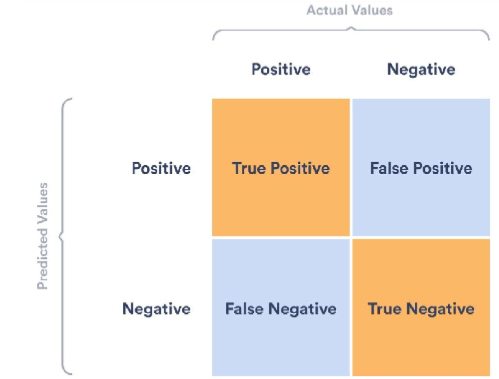 Actual Values
Positive
Negative
Predicted Values
Positive
True Positive
False Positive
Negative
False Negative
True Negative